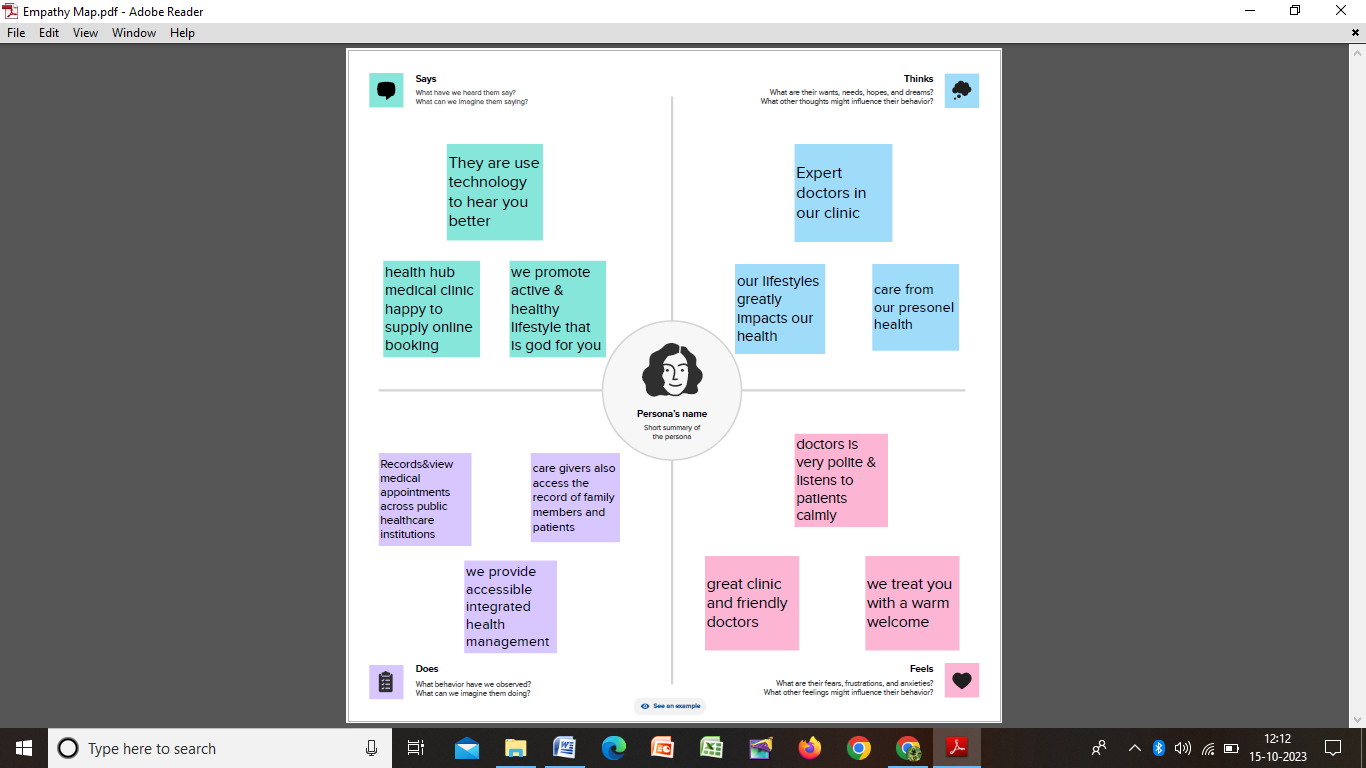 Empathy Map.pdf - Adobe Reader
File Edit View Window Help
Says
What have we heard them say?
What can we imagine them saying?
Thinks
What are their wants, needs, hopes, and dreams?
What other thoughts might influence their behavior?
They are use
technology
to hear you
better
health hub
medical clinic
happy to
supply online
booking
we promote
active &
healthy
lifestyle that
is god for you
Expert
doctors in
our clinic
our lifestyles
greatly
impacts our
health
care from
our presonel
health
Persona's name
Short summary of
the persona
Records&view
medical
appointments
across public
healthcare
institutions
care givers also
access the
record of family
members and
patients
we provide
accessible
integrated
health
management
doctors is
very polite &
listens to
patients
calmly
great clinic
and friendly
doctors
we treat you
with a warm
welcome
Does
What behavior have we observed?
What can we imagine them doing?
Feels
What are their fears, frustrations, and anxieties?
What other feelings might influence their behavior?
See an example
Type here to search
12:12
15-10-2023